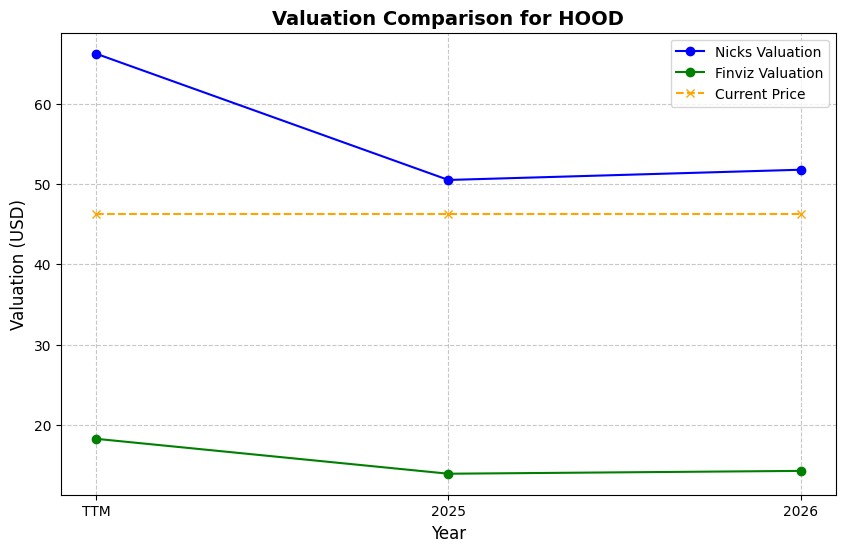 Valuation Comparison for HOOD
Nicks Valuation
Finviz Valuation
Current Price
Valuation (USD)
60
50
40
30
20
TTM
2025
2026
Year